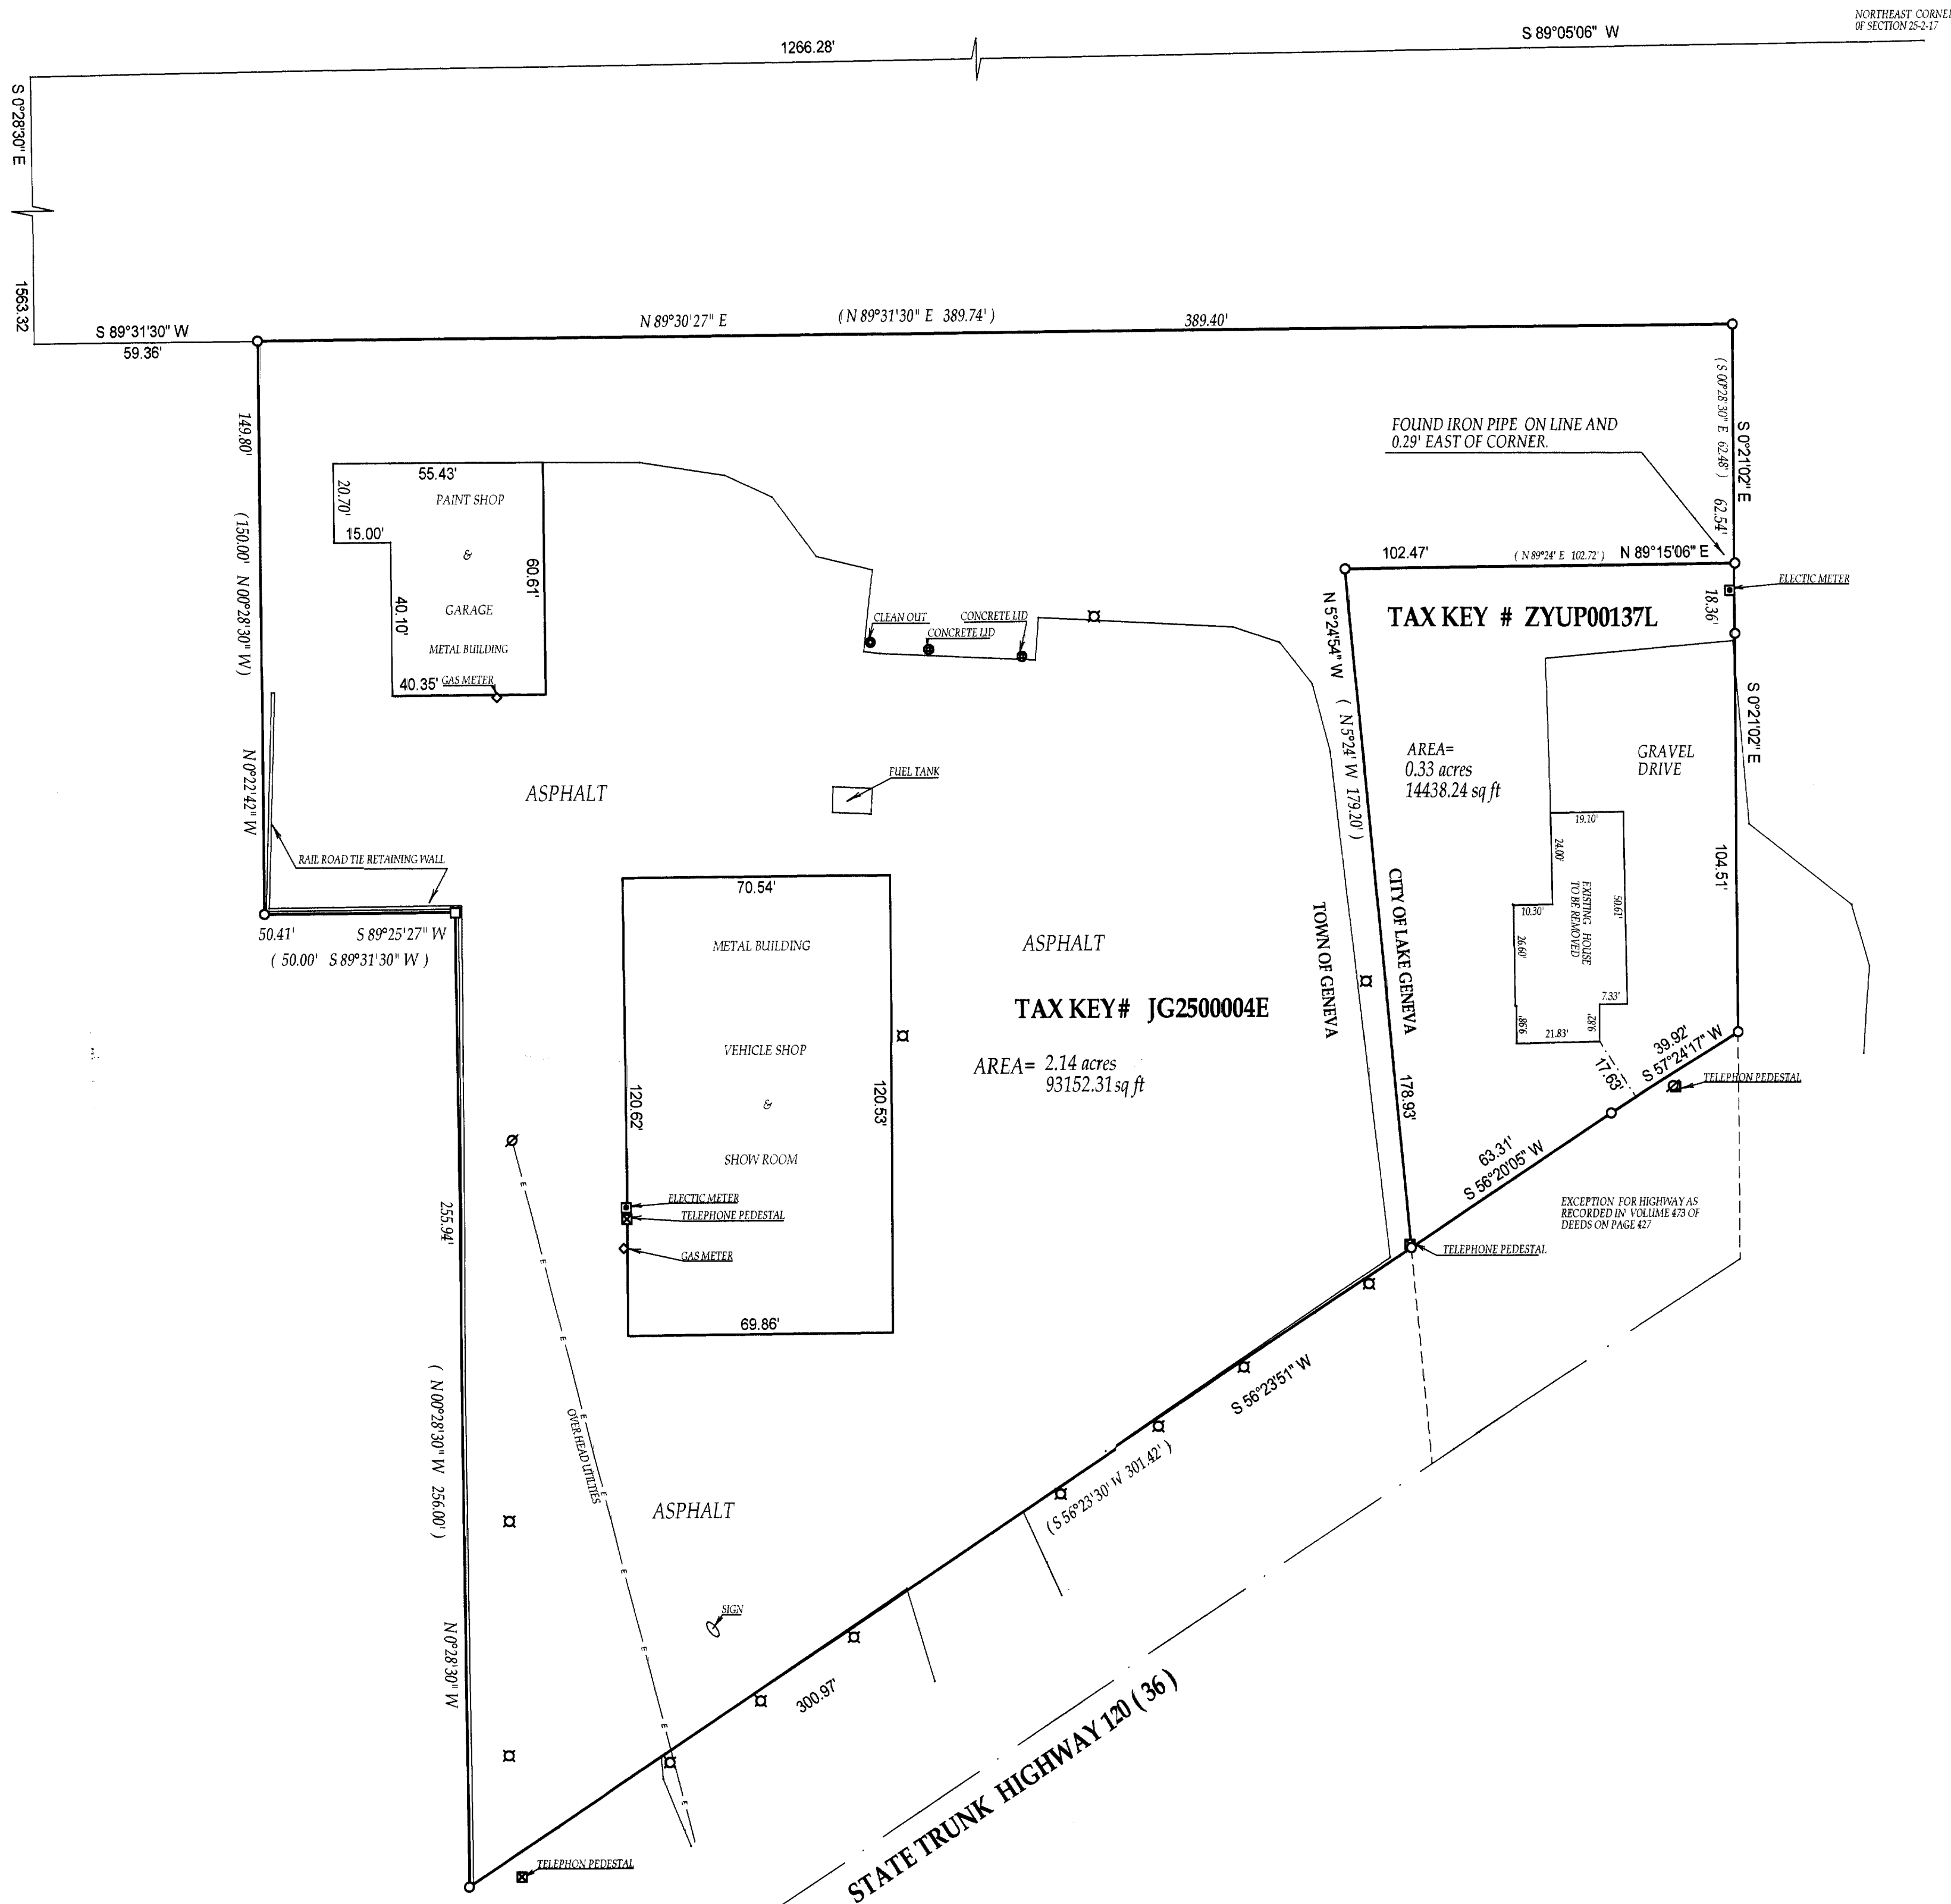 NORTHEAST CORNER
OF SECTION 25-2-17
S 89°05'06" W
1266.28'
S 0°28'30" E
1563.32
S 89°31'30" W
59.36'
N 89°30'27" E
( N 89°31'30" E 389.74' )
389.40'
( S 00°28'30" E 62.48' )
62.54'
S 0°21'02" E
FOUND IRON PIPE ON LINE AND
0.29' EAST OF CORNER.
149.80'
(150.00' N 00°28'30" W)
N 0°22'42" W
55.43'
20.70'
15.00'
40.10'
60.61'
40.35'
PAINT SHOP
&
GARAGE
METAL BUILDING
GAS METER
CLEAN OUT
CONCRETE LID
CONCRETE LID
102.47'
( N 89°24' E 102.72' )
N 89°15'06" E
ELECTIC METER
18.36'
TAX KEY # ZYUP00137L
N 5°24'54" W
( N 5°24' W 179.20' )
178.93'
S 0°21'02" E
104.51'
AREA=
0.33 acres
14438.24 sq ft
GRAVEL
DRIVE
FUEL TANK
ASPHALT
RAIL ROAD TIE RETAINING WALL
50.41'
S 89°25'27" W
( 50.00' S 89°31'30" W )
19.10'
24.00'
50.61'
EXISTING HOUSE
TO BE REMOVED
10.30'
26.60'
7.33'
9.82'
9.98'
21.83'
17.63'
39.92'
S 57°24'17" W
TELEPHON PEDESTAL
70.54'
METAL BUILDING
VEHICLE SHOP
&
SHOW ROOM
120.62'
120.53'
69.86'
ELECTIC METER
TELEPHONE PEDESTAL
GAS METER
ASPHALT
TAX KEY# JG2500004E
AREA= 2.14 acres
93152.31 sq ft
TOWN OF GENEVA
CITY OF LAKE GENEVA
63.31'
S 56°20'05" W
EXCEPTION FOR HIGHWAY AS
RECORDED IN VOLUME 473 OF
DEEDS ON PAGE 427
TELEPHONE PEDESTAL
255.94'
( N 00°28'30" W 256.00' )
N 0°28'30" W
E
E
E
E
OVER HEAD UTILTIES
E
E
E
E
E
S 56°23'51" W
( S 56°23'30' W 301.42' )
300.97'
ASPHALT
SIGN
TELEPHON PEDESTAL
STATE TRUNK HIGHWAY 120 ( 36 )